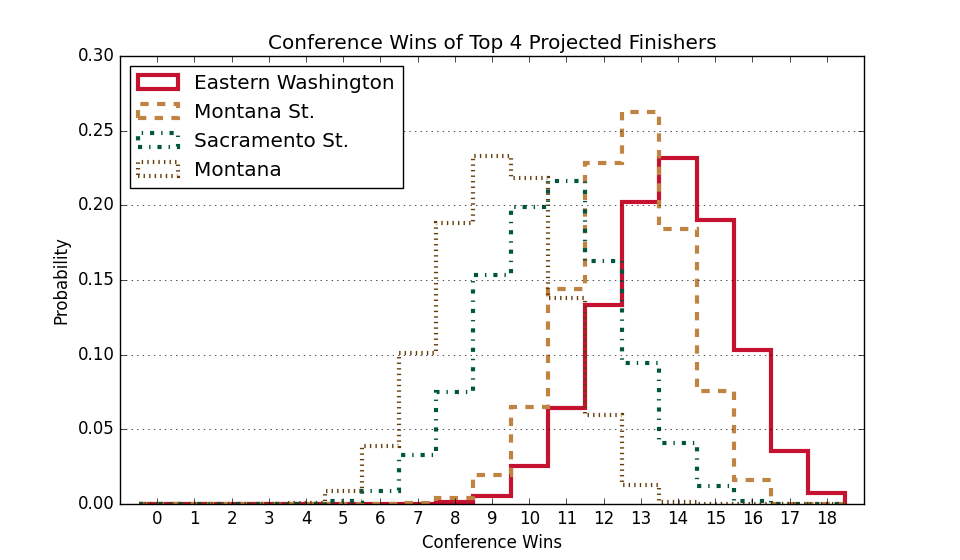 Conference Wins of Top 4 Projected Finishers
0.30
0.25
0.20
0.15
0.10
0.05
0.00
Probability
Eastern Washington
Montana St.
Sacramento St.
Montana
0 1 2 3 4 5 6 7 8 9 10 11 12 13 14 15 16 17 18
Conference Wins